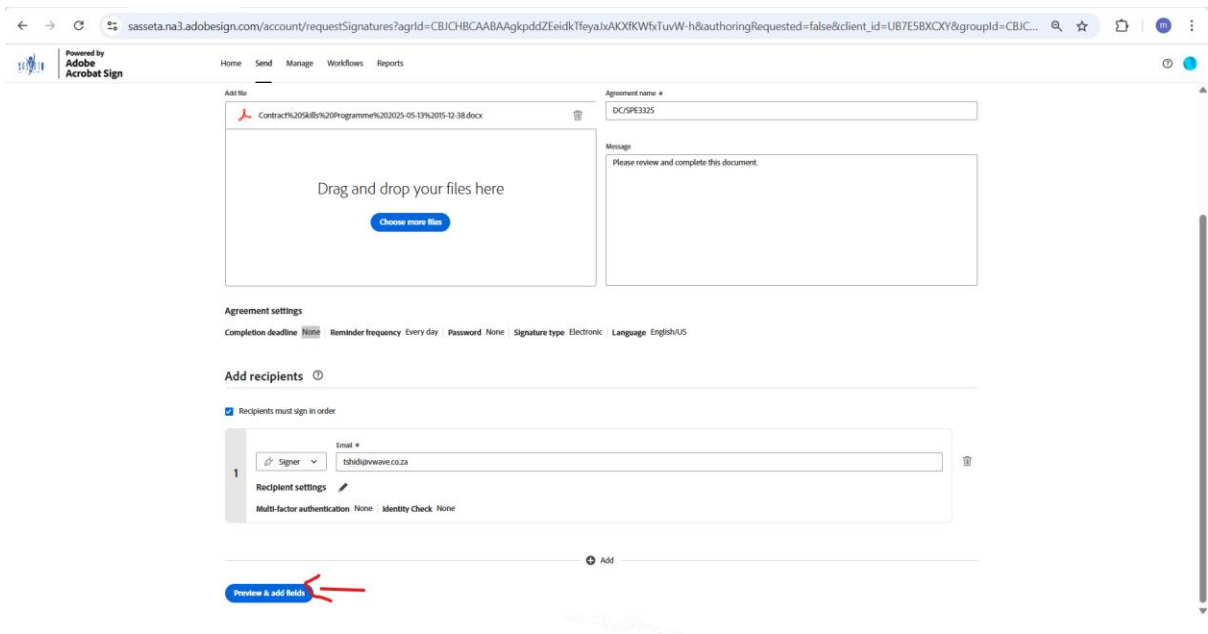 sasseta.na3.adobesign.com/account/requestSignatures?agrId=CBJCHBCAABAAgkpddZEeidkTfeyaJxAKXfKWfxTuvW-h&authoringRequested=false&client_id=UB7E5BXCXY&groupId=CBJC...
m
Powered by
Adobe
Acrobat Sign
Home Send Manage Workflows Reports
Add file
Contract%20Skills%20Programme%202025-05-13%2015-12-38.docx
Drag and drop your files here
Choose more files
Agreement name *
DC/SPE3325
Message
Please review and complete this document.
Agreement settings
Completion deadline None Reminder frequency Every day Password None Signature type Electronic Language English/US
Add recipients
Recipients must sign in order
1
Signer
Email *
tshidi@vwave.co.za
Recipient settings
Multi-factor authentication None Identity Check None
Add
Preview & add fields